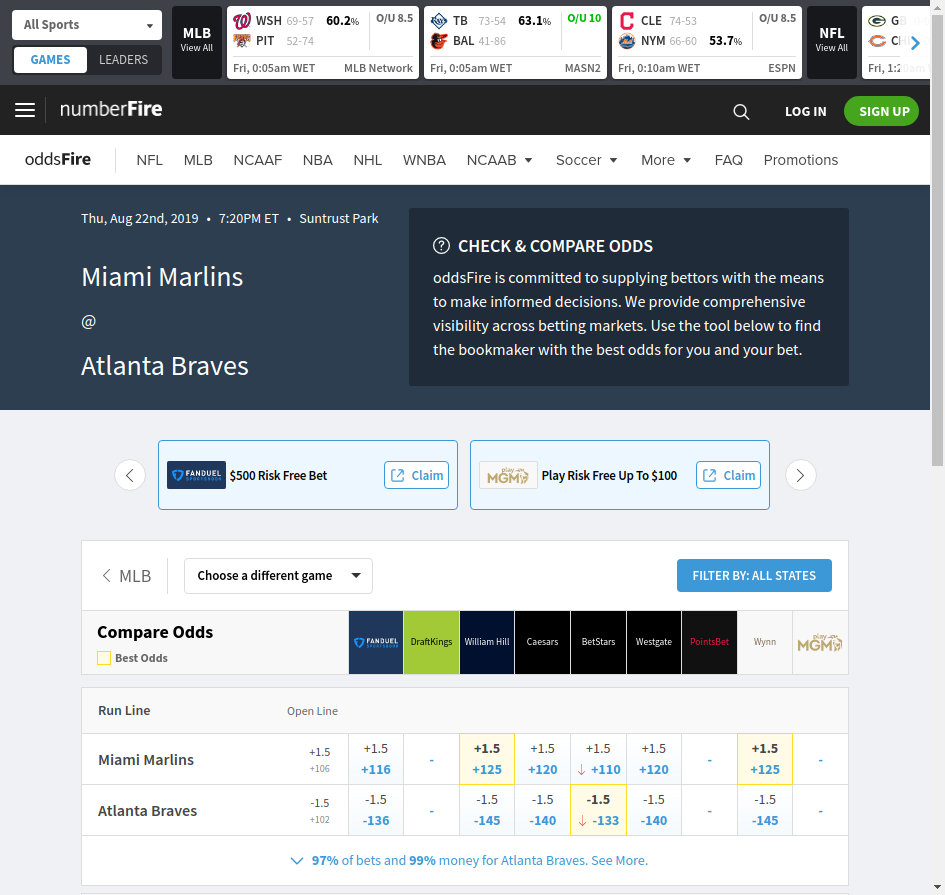 All Sports
GAMES LEADERS
MLB
View All
WSH 69-57 60.2% O/U 8.5
PIT 52-74
Fri, 0:05am WET MLB Network
TB 73-54 63.1% O/U 10
BAL 41-86
Fri, 0:05am WET MASN2
CLE 74-53 O/U 8.5
NYM 66-60 53.7%
Fri, 0:10am WET ESPN
NFL
View All
numberFire
LOG IN
SIGN UP
oddsFire NFL MLB NCAAF NBA NHL WNBA NCAAB Soccer More FAQ Promotions
Thu, Aug 22nd, 2019 • 7:20PM ET • Suntrust Park
Miami Marlins
@
Atlanta Braves
? CHECK & COMPARE ODDS
oddsFire is committed to supplying bettors with the means
to make informed decisions. We provide comprehensive
visibility across betting markets. Use the tool below to find
the bookmaker with the best odds for you and your bet.
FANDUEL SPORTSBOOK $500 Risk Free Bet Claim
play MGM Play Risk Free Up To $100 Claim
MLB
Choose a different game
FILTER BY: ALL STATES
Compare Odds
Best Odds
FANDUEL SPORTSBOOK DraftKings William Hill Caesars BetStars Westgate PointsBet Wynn play MGM
Run Line Open Line
Miami Marlins
+1.5 +1.5 +1.5 +1.5 +1.5 +1.5 +1.5
+106 +116 - +125 +120 ↓ +110 +120 - +125 -
Atlanta Braves
-1.5 -1.5 -1.5 -1.5 -1.5 -1.5 -1.5
+102 -136 - -145 -140 ↓ -133 -140 - -145 -
97% of bets and 99% money for Atlanta Braves. See More.